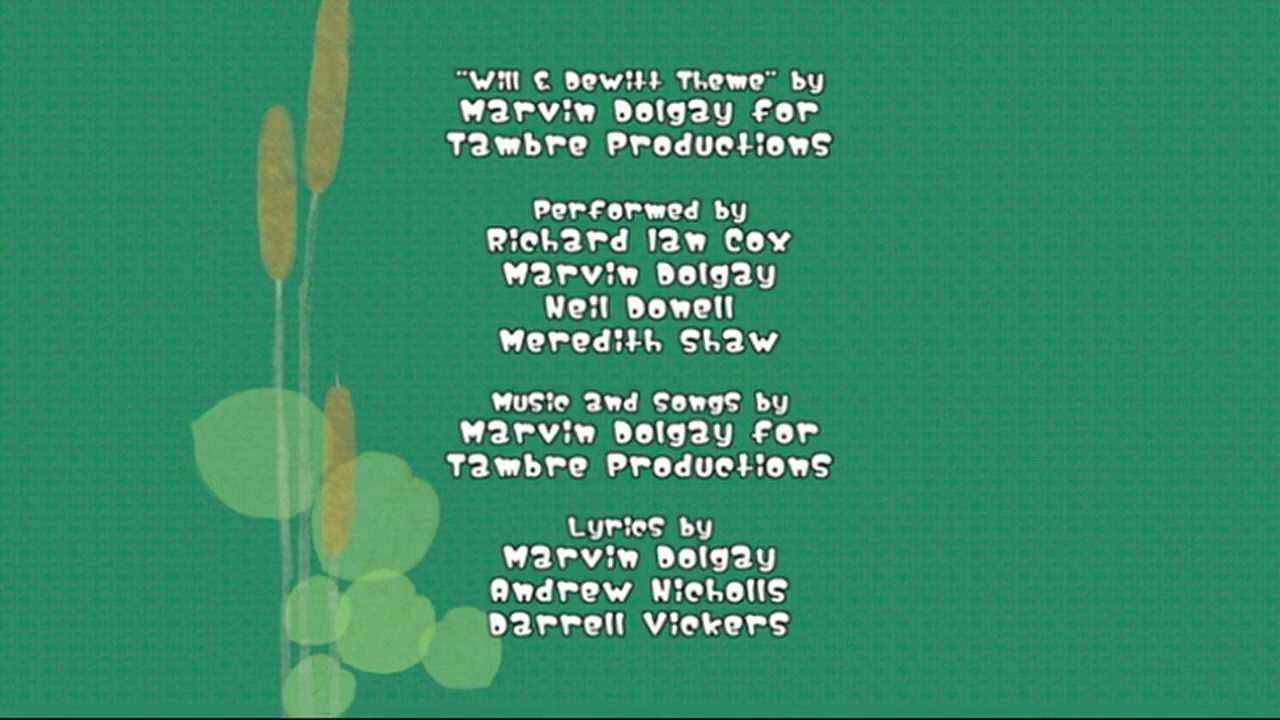 "Will & Dewitt Theme" by
Marvin Dolgay for
Tambre Productions
Performed by
Richard Ian Cox
Marvin Dolgay
Neil Donell
Meredith Shaw
Music and Songs by
Marvin Dolgay for
Tambre Productions
Lyrics by
Marvin Dolgay
Andrew Nicholls
Darrell Vickers